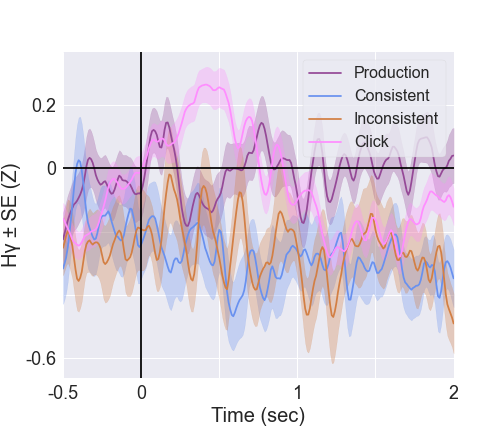 Production
Consistent
Inconsistent
Click
0.2
0
-0.6
Hγ ± SE (Z)
-0.5
0
1
2
Time (sec)